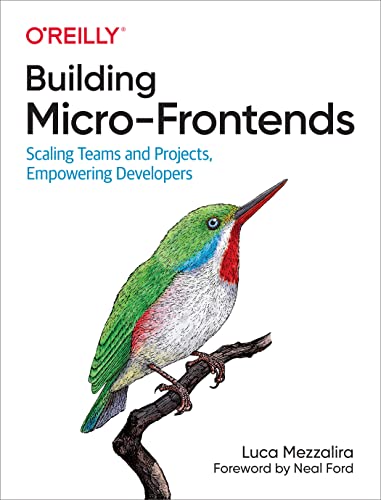 O'REILLY®
Building
Micro-Frontends
Scaling Teams and Projects,
Empowering Developers
Luca Mezzalira
Foreword by Neal Ford